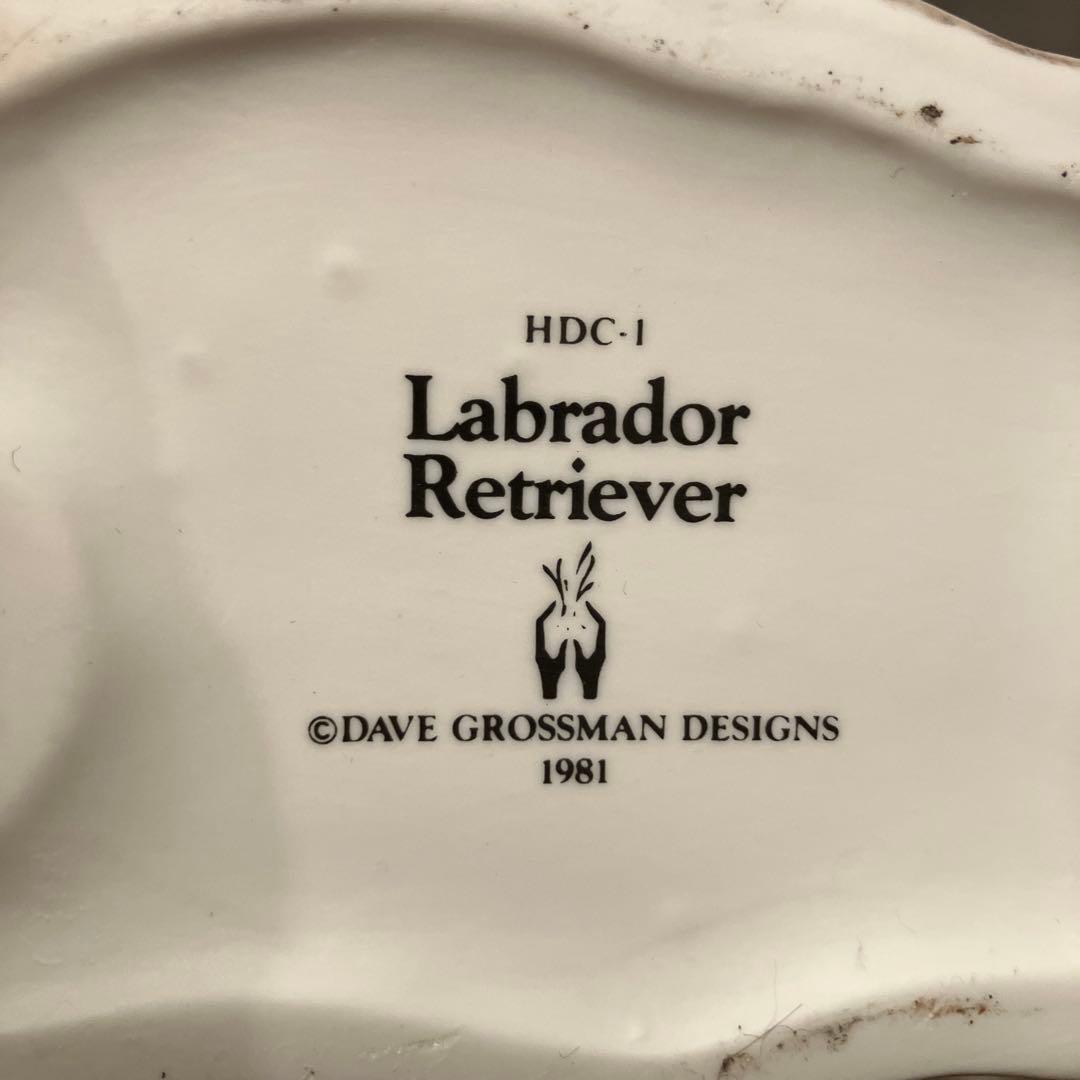 HDC-1
Labrador
Retriever
©DAVE GROSSMAN DESIGNS
1981